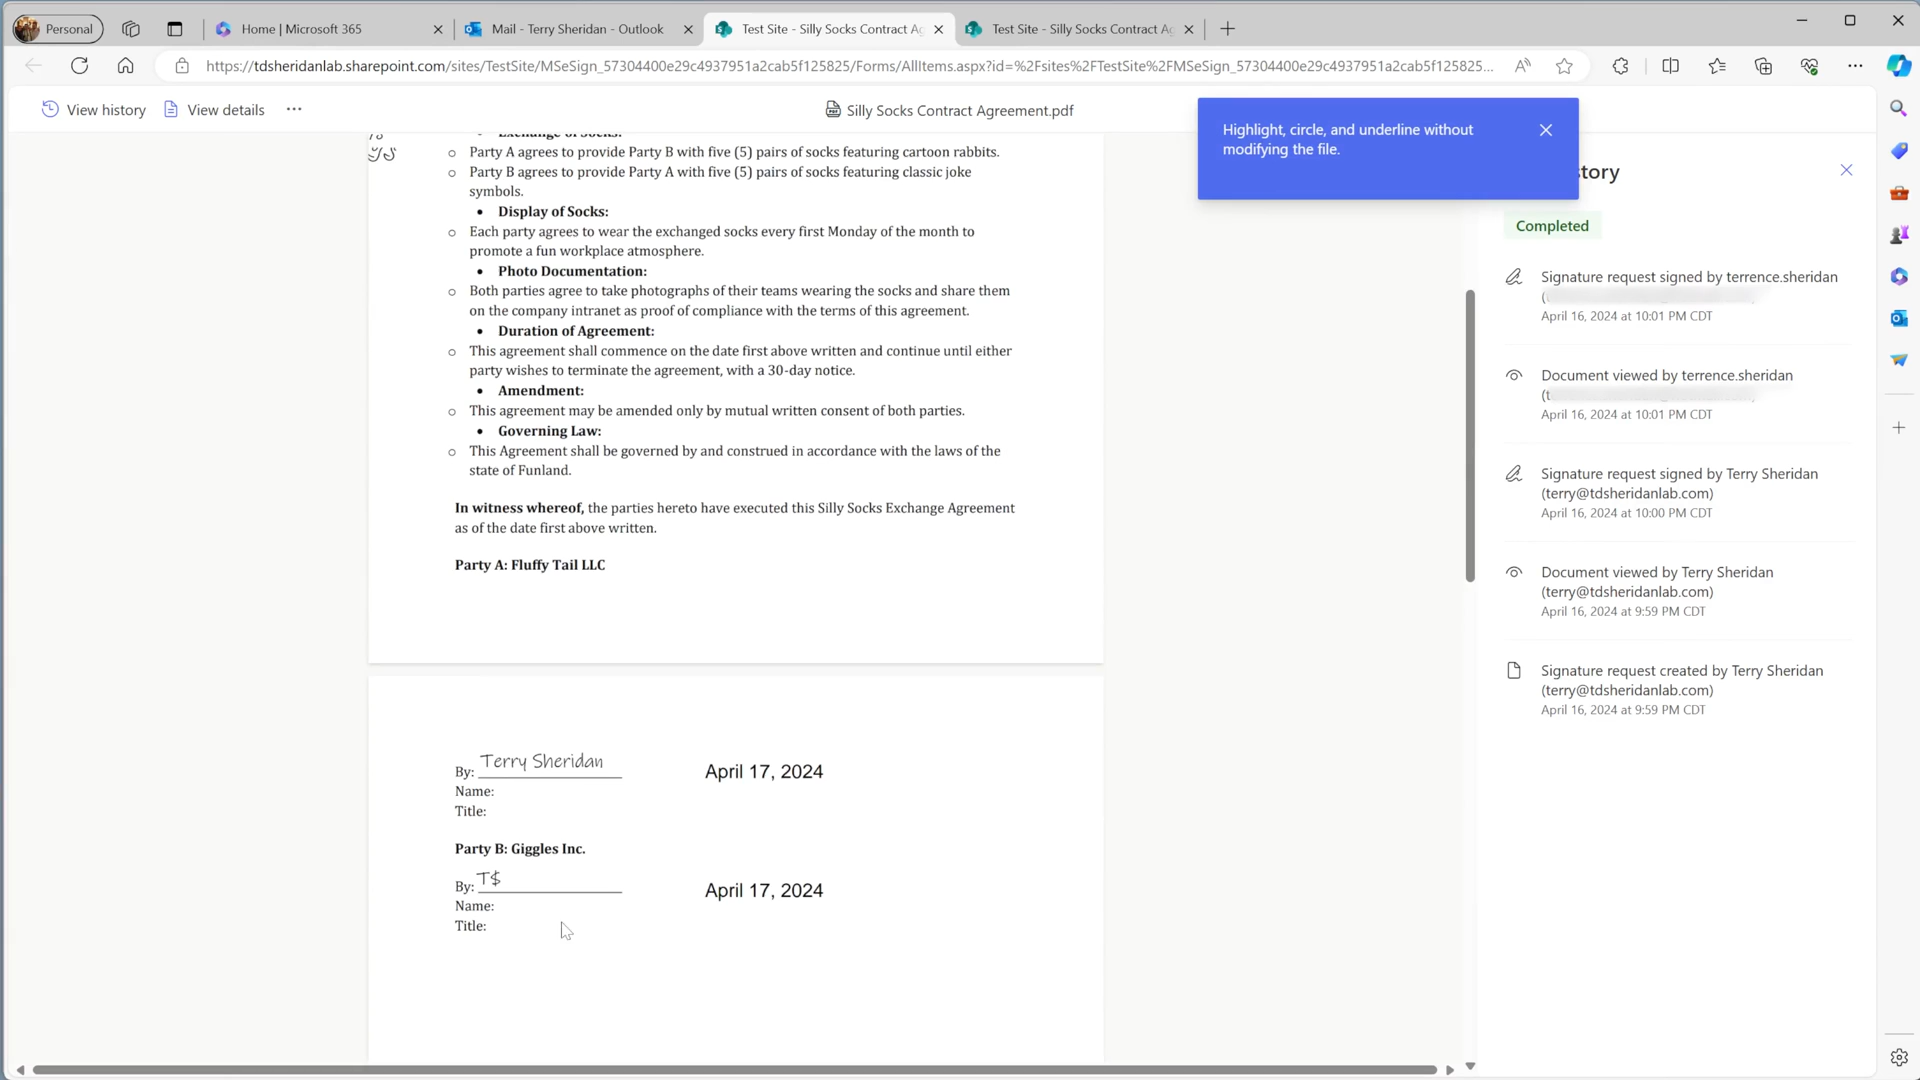 Personal
Home | Microsoft 365
Mail - Terry Sheridan - Outlook
Test Site - Silly Socks Contract Ag
Test Site - Silly Socks Contract Ag
https://tdsheridanlab.sharepoint.com/sites/TestSite/MSeSign_57304400e29c4937951a2cab5f125825/Forms/AllItems.aspx?id=%2Fsites%2FTestSite%2FMSeSign_57304400e29c4937951a2cab5f125825...
View history
View details
Silly Socks Contract Agreement.pdf
Highlight, circle, and underline without
modifying the file.
• Exchange of Socks:
o Party A agrees to provide Party B with five (5) pairs of socks featuring cartoon rabbits.
o Party B agrees to provide Party A with five (5) pairs of socks featuring classic joke
symbols.
• Display of Socks:
o Each party agrees to wear the exchanged socks every first Monday of the month to
promote a fun workplace atmosphere.
• Photo Documentation:
o Both parties agree to take photographs of their teams wearing the socks and share them
on the company intranet as proof of compliance with the terms of this agreement.
• Duration of Agreement:
o This agreement shall commence on the date first above written and continue until either
party wishes to terminate the agreement, with a 30-day notice.
• Amendment:
o This agreement may be amended only by mutual written consent of both parties.
• Governing Law:
o This Agreement shall be governed by and construed in accordance with the laws of the
state of Funland.
In witness whereof, the parties hereto have executed this Silly Socks Exchange Agreement
as of the date first above written.
Party A: Fluffy Tail LLC
By: Terry Sheridan April 17, 2024
Name:
Title:
Party B: Giggles Inc.
By: T$ April 17, 2024
Name:
Title:
story
Completed
Signature request signed by terrence.sheridan
April 16, 2024 at 10:01 PM CDT
Document viewed by terrence.sheridan
April 16, 2024 at 10:01 PM CDT
Signature request signed by Terry Sheridan
(terry@tdsheridanlab.com)
April 16, 2024 at 10:00 PM CDT
Document viewed by Terry Sheridan
(terry@tdsheridanlab.com)
April 16, 2024 at 9:59 PM CDT
Signature request created by Terry Sheridan
(terry@tdsheridanlab.com)
April 16, 2024 at 9:59 PM CDT